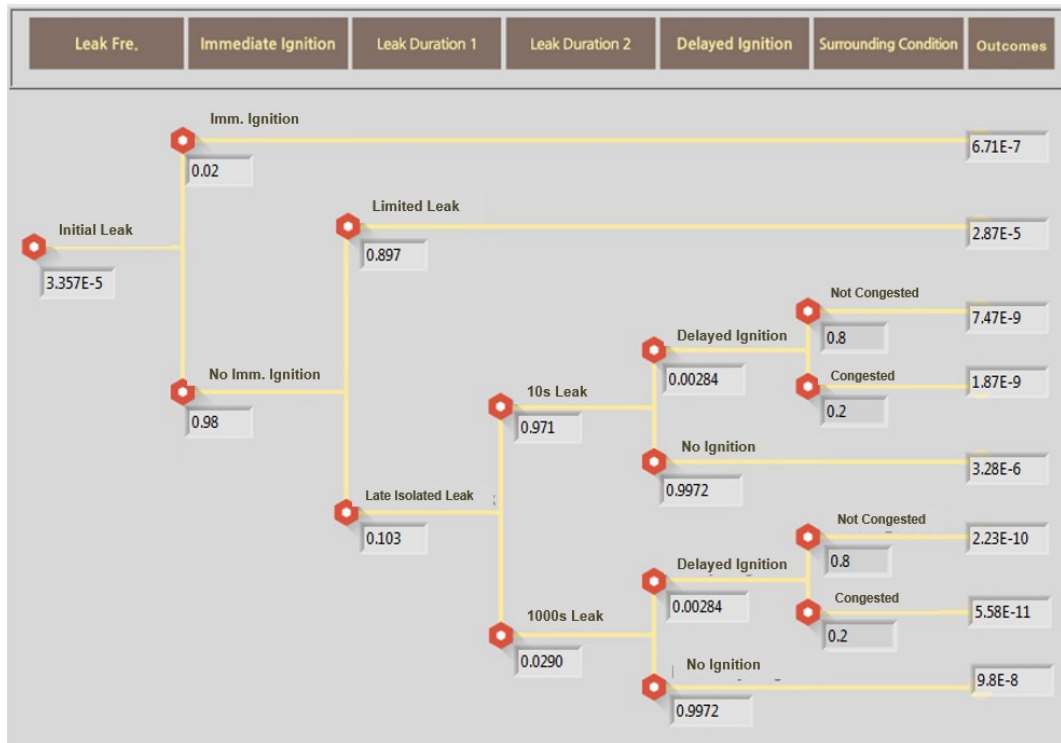 Leak Fre. Immediate Ignition Leak Duration 1 Leak Duration 2 Delayed Ignition Surrounding Condition Outcomes
Imm. Ignition
0.02
6.71E-7
Initial Leak
3.357E-5
Limited Leak
0.897
2.87E-5
Not Congested
0.8
7.47E-9
Delayed Ignition
0.00284
Congested
0.2
1.87E-9
No Imm. Ignition
0.98
10s Leak
0.971
No Ignition
0.9972
3.28E-6
Late Isolated Leak
0.103
Not Congested
0.8
2.23E-10
Delayed Ignition
0.00284
Congested
0.2
5.58E-11
1000s Leak
0.0290
No Ignition
0.9972
9.8E-8